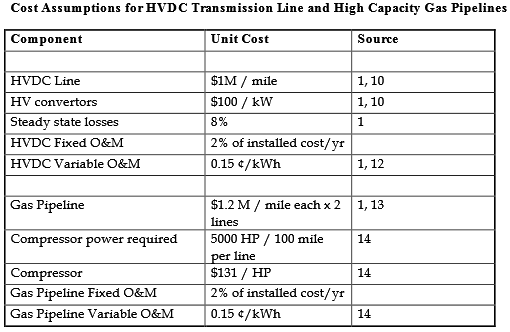 Cost Assumptions for HVDC Transmission Line and High Capacity Gas Pipelines
Component Unit Cost Source
HVDC Line $1M / mile 1, 10
HV convertors $100 / kW 1, 10
Steady state losses 8% 1
HVDC Fixed O&M 2% of installed cost/yr
HVDC Variable O&M 0.15 ¢/kWh 1, 12
Gas Pipeline $1.2 M / mile each x 2 1, 13
lines
Compressor power required 5000 HP / 100 mile 14
per line
Compressor $131 / HP 14
Gas Pipeline Fixed O&M 2% of installed cost/yr
Gas Pipeline Variable O&M 0.15 ¢/kWh 14